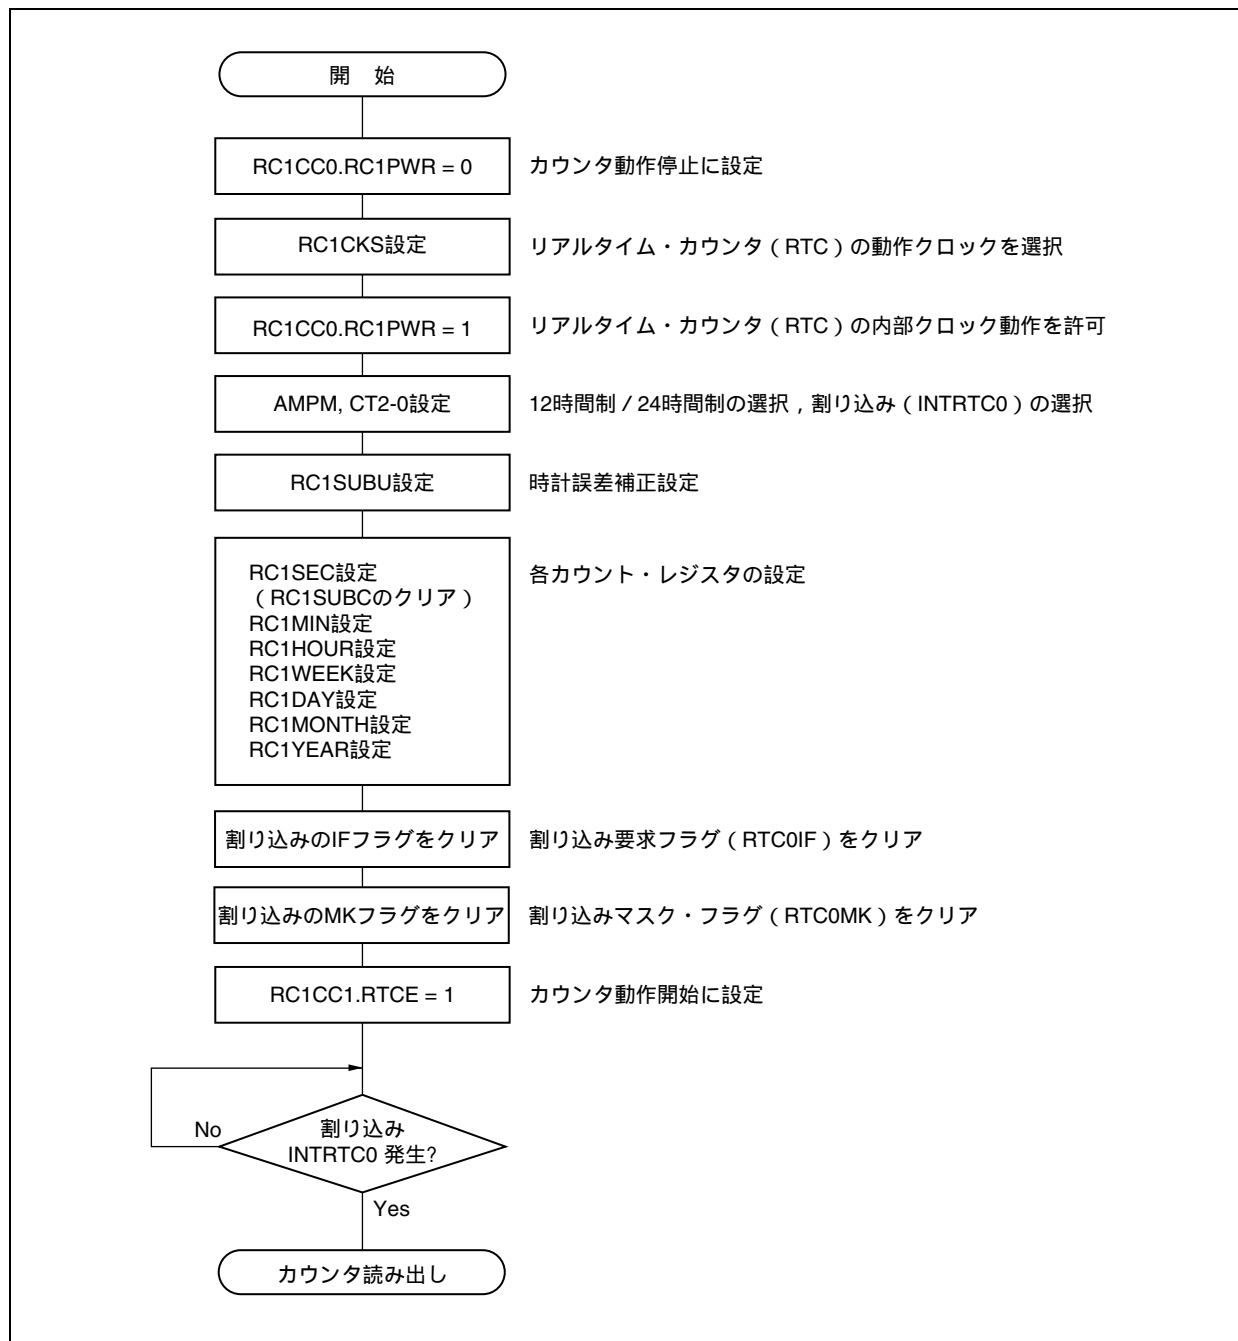 開 始
RC1CC0.RC1PWR = 0
カウンタ動作停止に設定
RC1CKS設定
リアルタイム・カウンタ（RTC）の動作クロックを選択
RC1CC0.RC1PWR = 1
リアルタイム・カウンタ（RTC）の内部クロック動作を許可
AMPM, CT2-0設定
12時間制 / 24時間制の選択，割り込み（INTRTC0）の選択
RC1SUBU設定
時計誤差補正設定
RC1SEC設定
（RC1SUBCのクリア）
RC1MIN設定
RC1HOUR設定
RC1WEEK設定
RC1DAY設定
RC1MONTH設定
RC1YEAR設定
各カウント・レジスタの設定
割り込みのIFフラグをクリア
割り込み要求フラグ（RTC0IF）をクリア
割り込みのMKフラグをクリア
割り込みマスク・フラグ（RTC0MK）をクリア
RC1CC1.RTCE = 1
カウンタ動作開始に設定
No
割り込み
INTRTC0 発生?
Yes
カウンタ読み出し